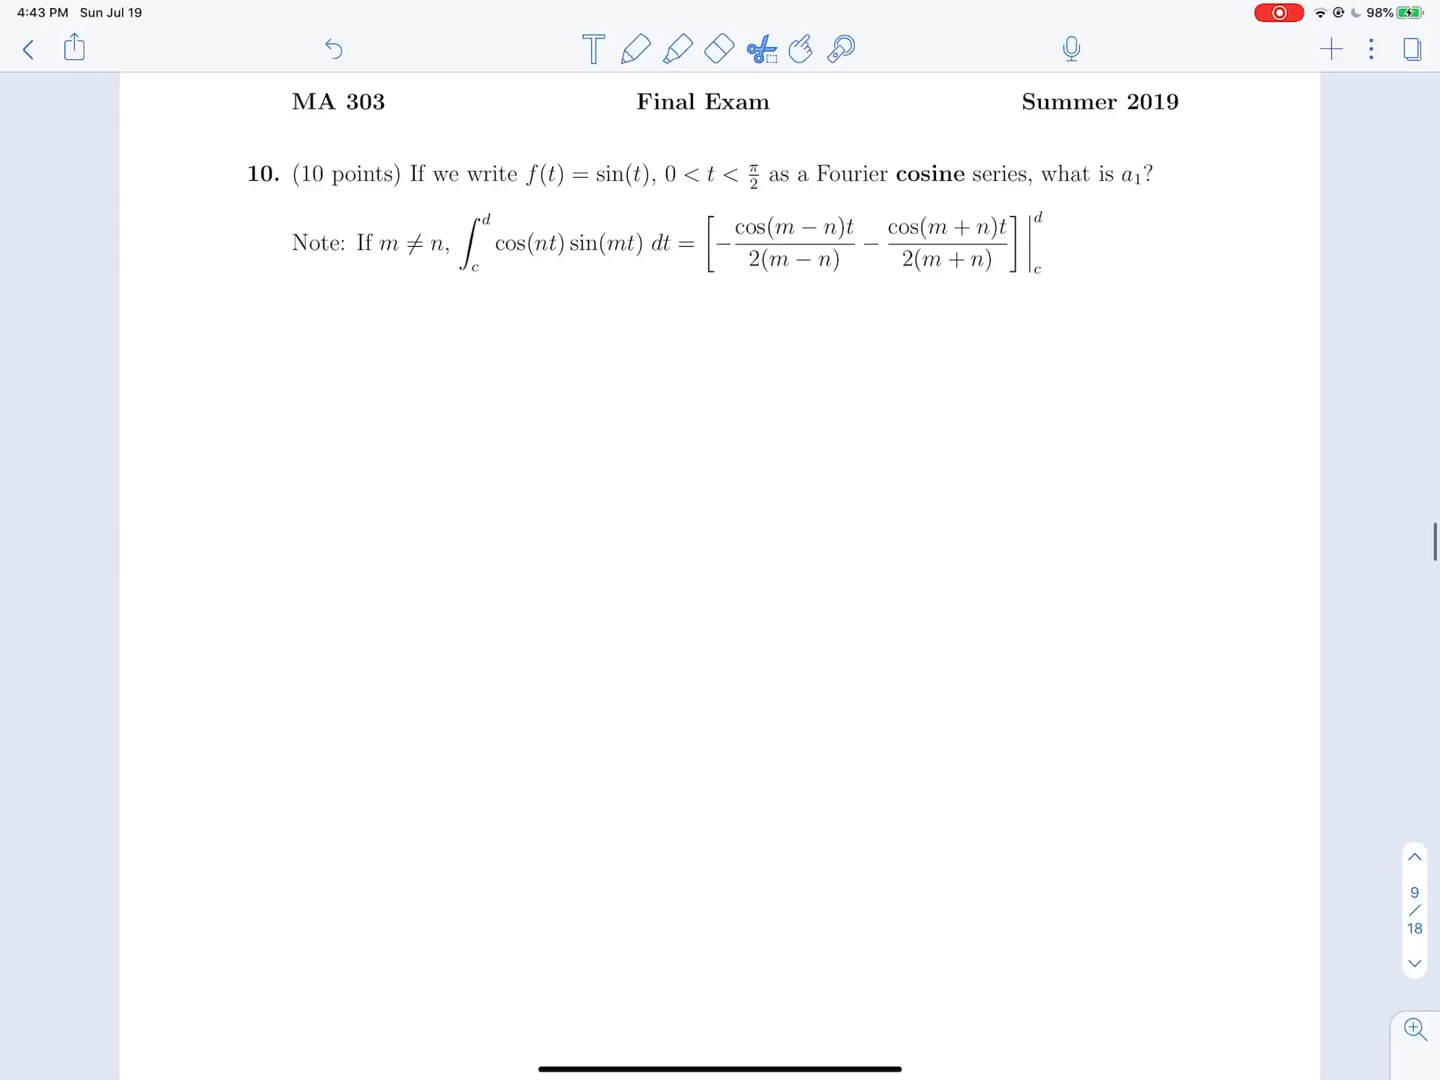 4:43 PM Sun Jul 19
98%
MA 303 Final Exam Summer 2019
10. (10 points) If we write f(t) = sin(t), 0 < t < π/2 as a Fourier cosine series, what is a₁?
Note: If m ≠ n, ∫_c^d cos(nt) sin(mt) dt = [−cos(m − n)t / 2(m − n) − cos(m + n)t / 2(m + n)]|_c^d
9
/
18